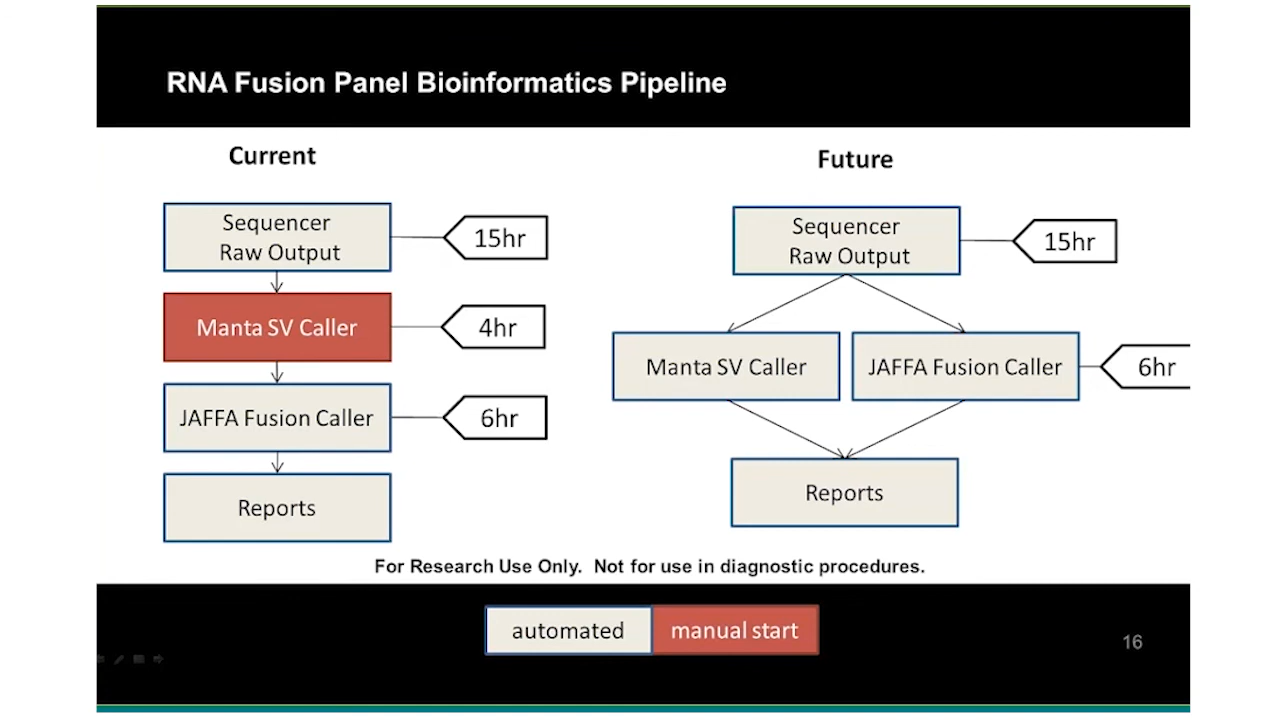 RNA Fusion Panel Bioinformatics Pipeline
Current
Sequencer
Raw Output
15hr
Manta SV Caller
4hr
JAFFA Fusion Caller
6hr
Reports
Future
Sequencer
Raw Output
15hr
Manta SV Caller
JAFFA Fusion Caller
6hr
Reports
For Research Use Only.  Not for use in diagnostic procedures.
automated
manual start
16